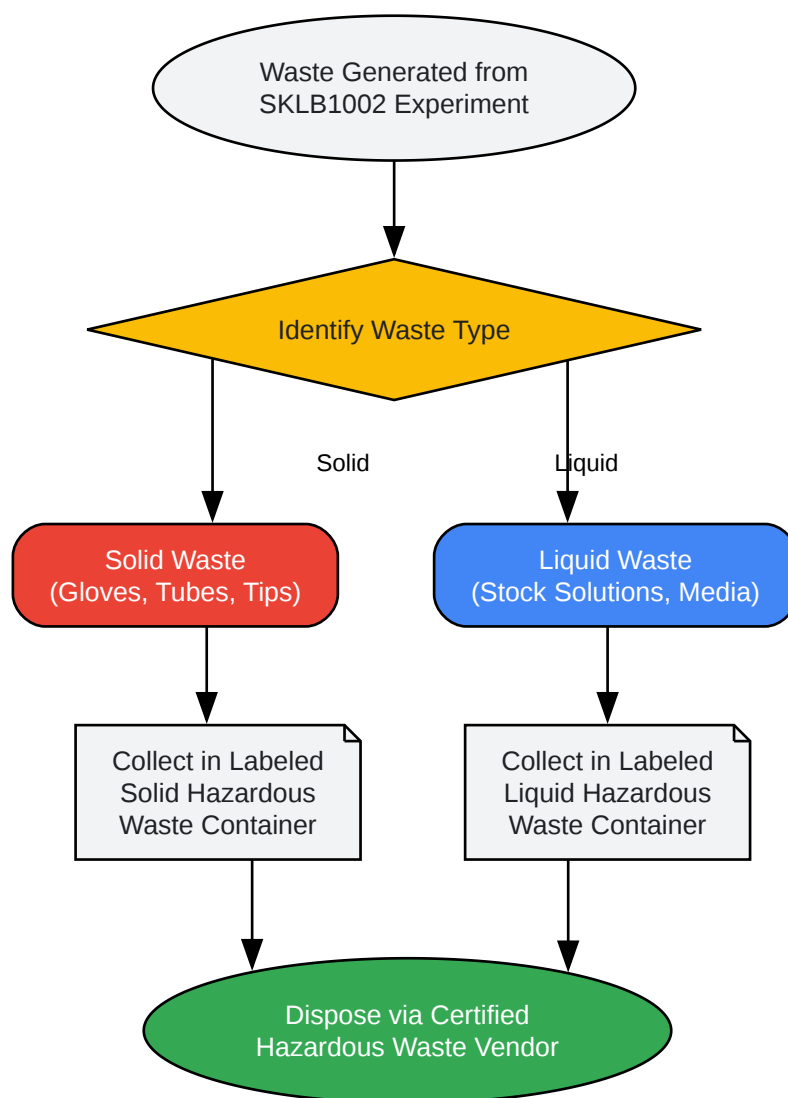 Waste Generated from
SKLB1002 Experiment
Identify Waste Type
Solid
Liquid
Solid Waste
(Gloves, Tubes, Tips)
Liquid Waste
(Stock Solutions, Media)
Collect in Labeled
Solid Hazardous
Waste Container
Collect in Labeled
Liquid Hazardous
Waste Container
Dispose via Certified
Hazardous Waste Vendor